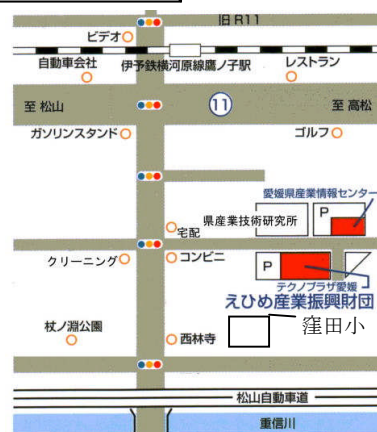 旧 R11
ビデオ
自動車会社
伊予鉄横河原線鷹ノ子駅
レストラン
至 松山
11
至 高松
ガソリンスタンド
ゴルフ
愛媛県産業情報センター
P
県産業技術研究所
宅配
クリーニング
コンビニ
P
テクノプラザ愛媛
えひめ産業振興財団
窪田小
杖ノ淵公園
西林寺
松山自動車道
重信川